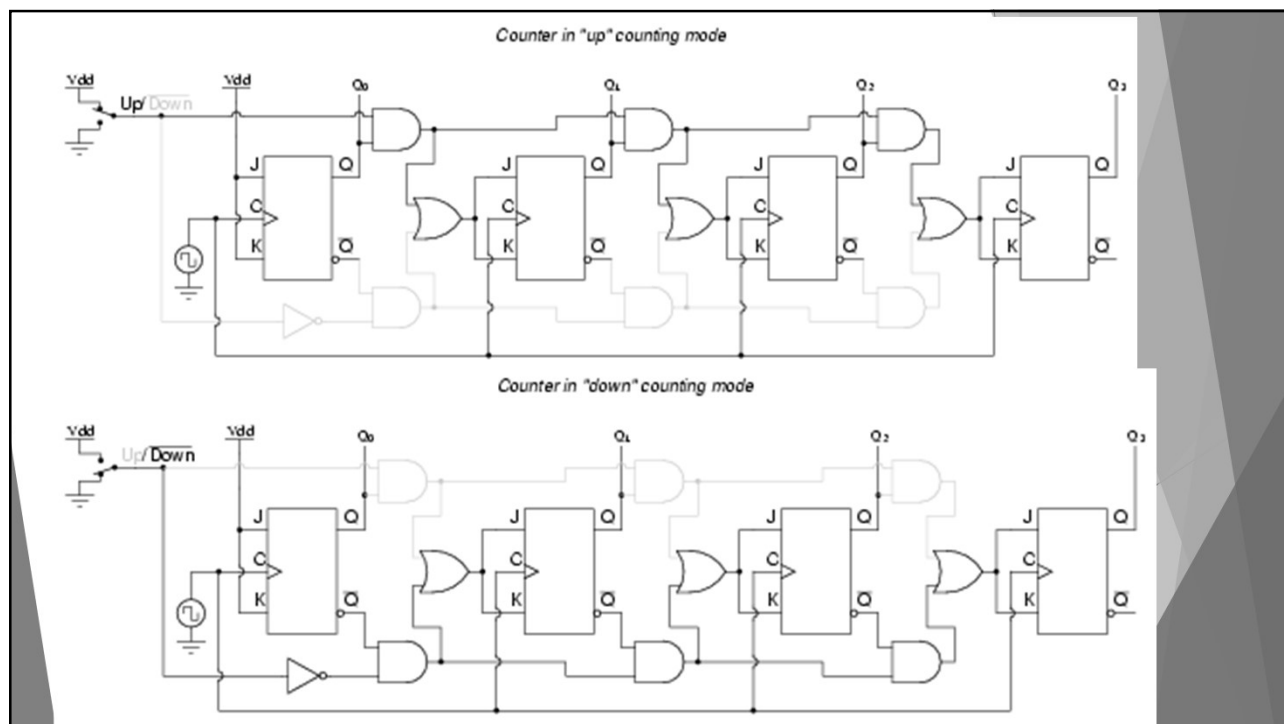 Counter in "up" counting mode
Vdd
Up/Down
Vdd
Q0
Q1
Q2
Q3
J
Q
C
K
Q
J
Q
C
K
Q
J
Q
C
K
Q
J
Q
C
K
Q
Counter in "down" counting mode
Vdd
Up/Down
Vdd
Q0
Q1
Q2
Q3
J
Q
C
K
Q
J
Q
C
K
Q
J
Q
C
K
Q
J
Q
C
K
Q